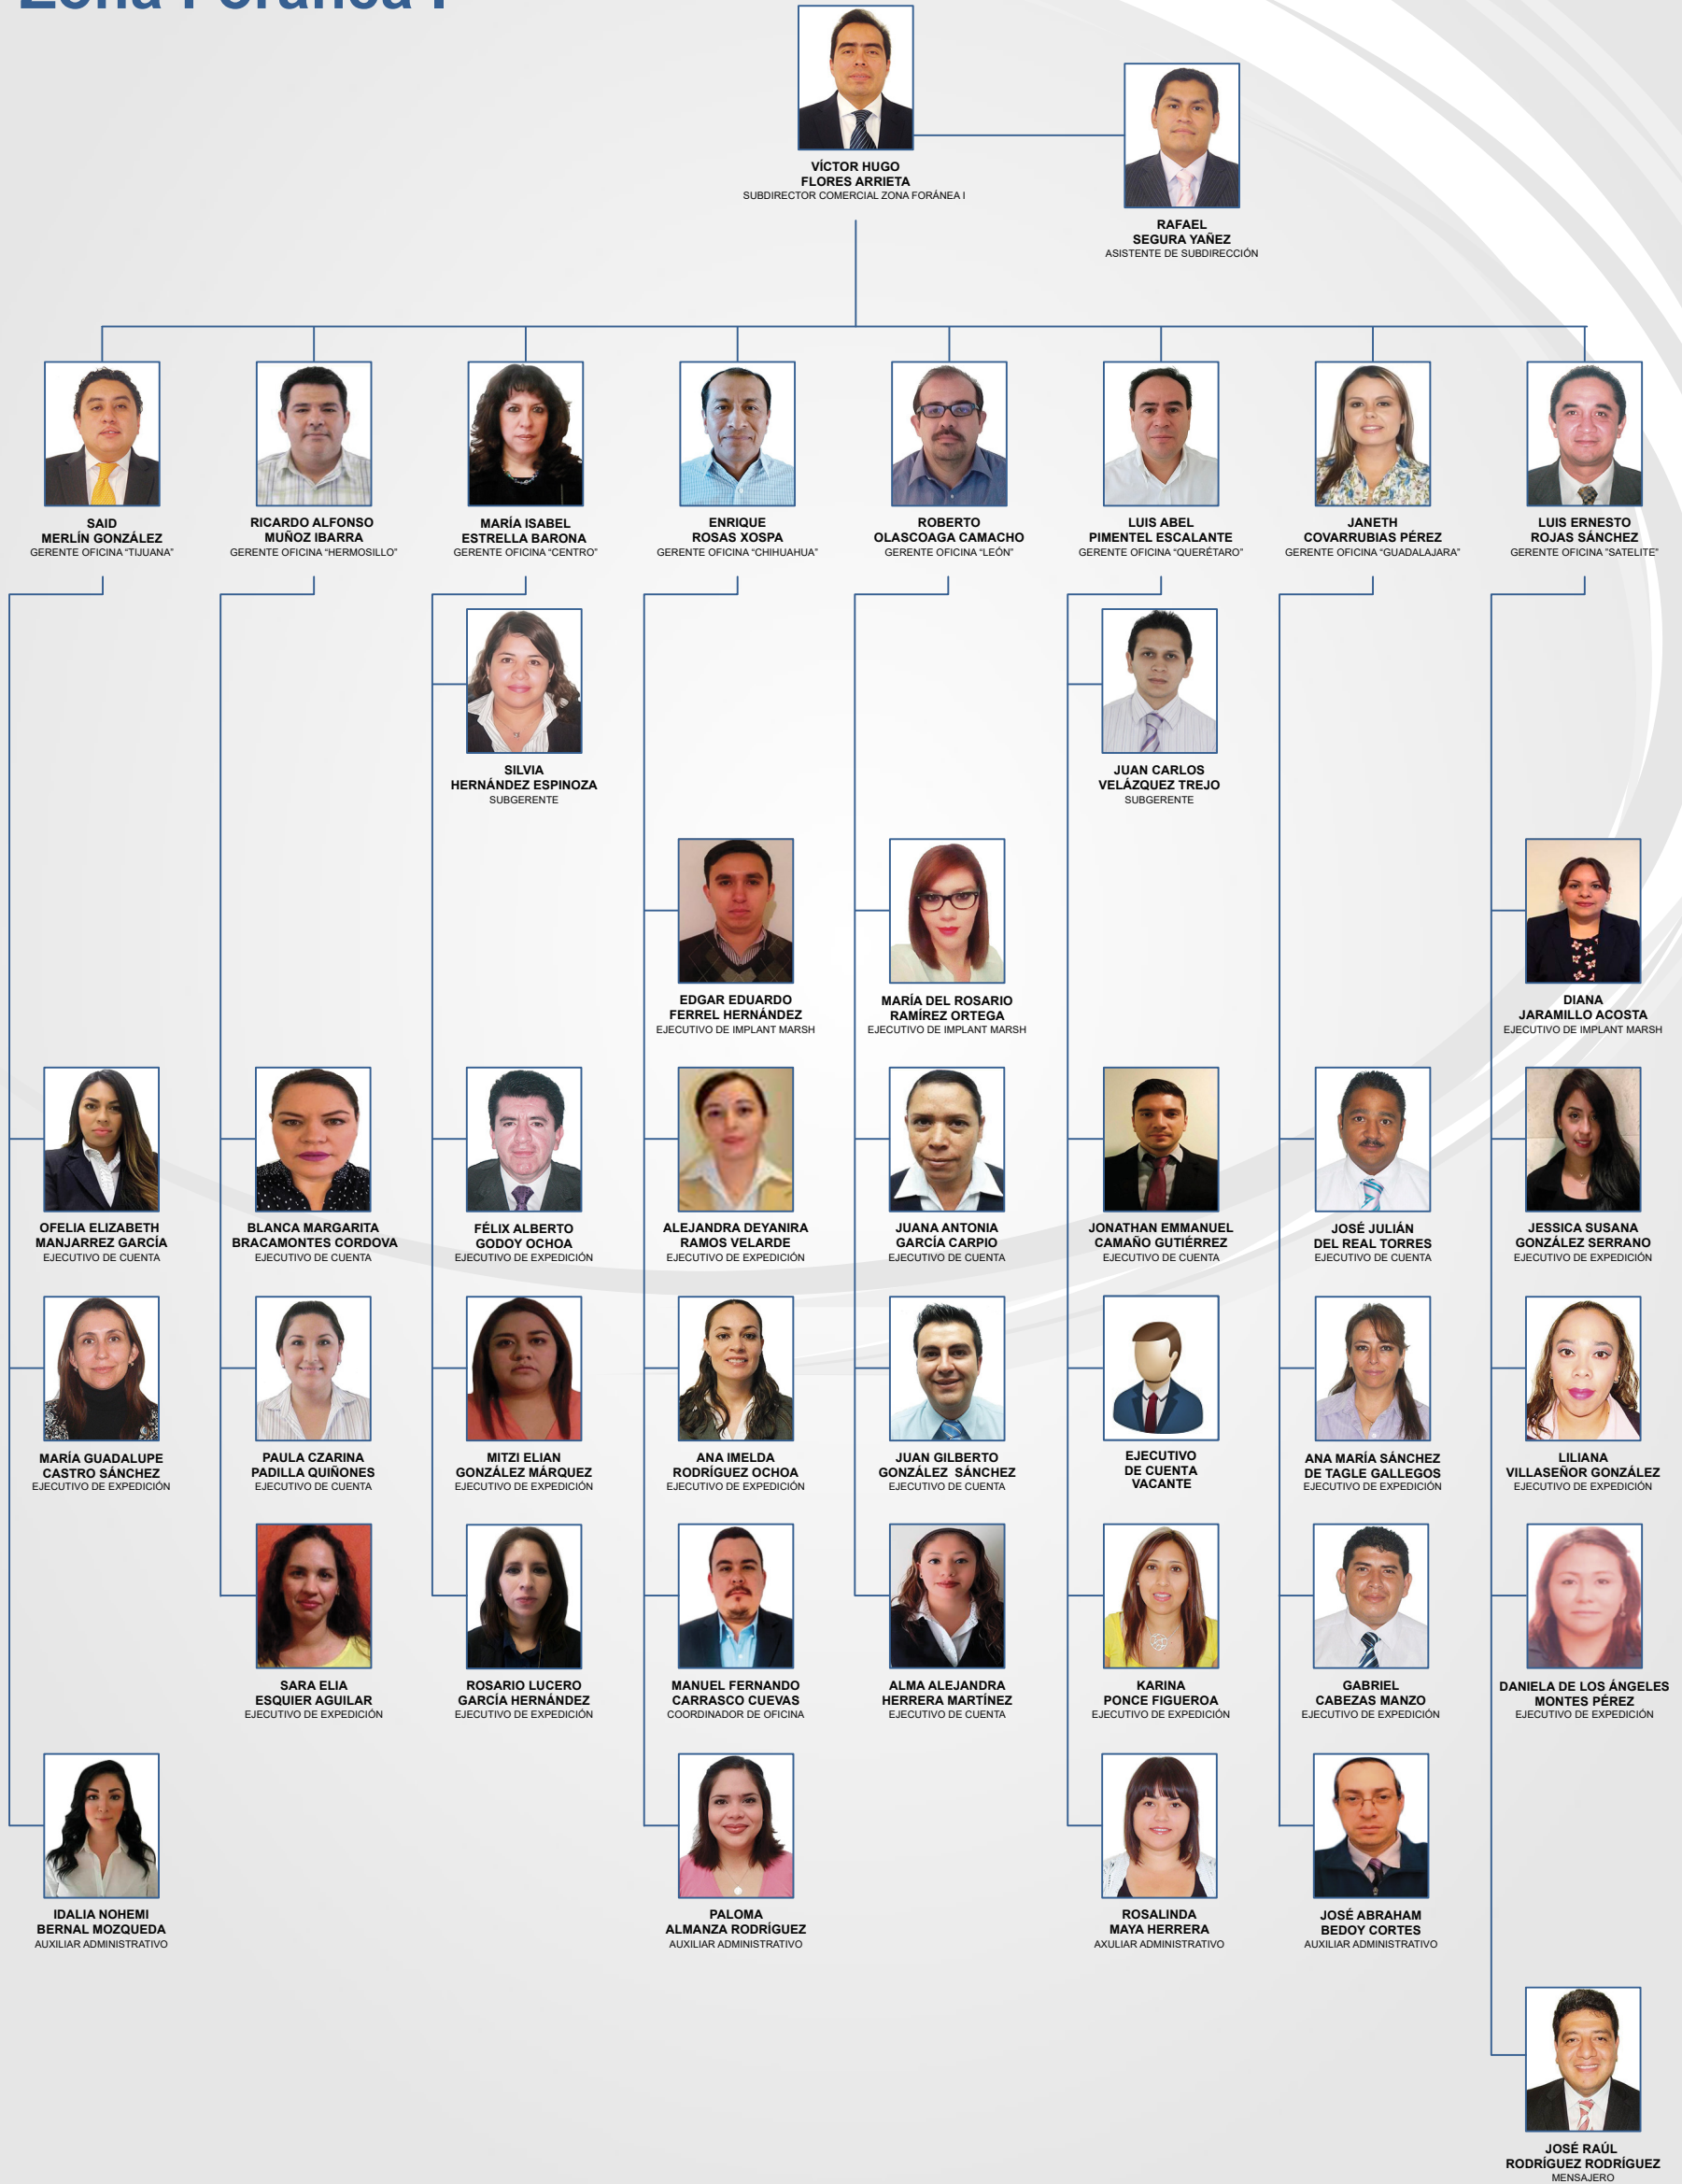 Zona Foránea I
VÍCTOR HUGO
FLORES ARRIETA
SUBDIRECTOR COMERCIAL ZONA FORÁNEA I
RAFAEL
SEGURA YAÑEZ
ASISTENTE DE SUBDIRECCIÓN
SAID
MERLÍN GONZÁLEZ
GERENTE OFICINA “TIJUANA”
RICARDO ALFONSO
MUÑOZ IBARRA
GERENTE OFICINA “HERMOSILLO”
MARÍA ISABEL
ESTRELLA BARONA
GERENTE OFICINA “CENTRO”
ENRIQUE
ROSAS XOSPA
GERENTE OFICINA “CHIHUAHUA”
ROBERTO
OLASCOAGA CAMACHO
GERENTE OFICINA “LEÓN”
LUIS ABEL
PIMENTEL ESCALANTE
GERENTE OFICINA “QUERÉTARO”
JANETH
COVARRUBIAS PÉREZ
GERENTE OFICINA “GUADALAJARA”
LUIS ERNESTO
ROJAS SÁNCHEZ
GERENTE OFICINA ”SATELITE”
SILVIA
HERNÁNDEZ ESPINOZA
SUBGERENTE
JUAN CARLOS
VELÁZQUEZ TREJO
SUBGERENTE
EDGAR EDUARDO
FERREL HERNÁNDEZ
EJECUTIVO DE IMPLANT MARSH
MARÍA DEL ROSARIO
RAMÍREZ ORTEGA
EJECUTIVO DE IMPLANT MARSH
DIANA
JARAMILLO ACOSTA
EJECUTIVO DE IMPLANT MARSH
OFELIA ELIZABETH
MANJARREZ GARCÍA
EJECUTIVO DE CUENTA
BLANCA MARGARITA
BRACAMONTES CORDOVA
EJECUTIVO DE CUENTA
FÉLIX ALBERTO
GODOY OCHOA
EJECUTIVO DE EXPEDICIÓN
ALEJANDRA DEYANIRA
RAMOS VELARDE
EJECUTIVO DE EXPEDICIÓN
JUANA ANTONIA
GARCÍA CARPIO
EJECUTIVO DE CUENTA
JONATHAN EMMANUEL
CAMAÑO GUTIÉRREZ
EJECUTIVO DE CUENTA
JOSÉ JULIÁN
DEL REAL TORRES
EJECUTIVO DE CUENTA
JESSICA SUSANA
GONZÁLEZ SERRANO
EJECUTIVO DE EXPEDICIÓN
MARÍA GUADALUPE
CASTRO SÁNCHEZ
EJECUTIVO DE EXPEDICIÓN
PAULA CZARINA
PADILLA QUIÑONES
EJECUTIVO DE CUENTA
MITZI ELIAN
GONZÁLEZ MÁRQUEZ
EJECUTIVO DE EXPEDICIÓN
ANA IMELDA
RODRÍGUEZ OCHOA
EJECUTIVO DE EXPEDICIÓN
JUAN GILBERTO
GONZÁLEZ SÁNCHEZ
EJECUTIVO DE CUENTA
EJECUTIVO
DE CUENTA
VACANTE
ANA MARÍA SÁNCHEZ
DE TAGLE GALLEGOS
EJECUTIVO DE EXPEDICIÓN
LILIANA
VILLASEÑOR GONZÁLEZ
EJECUTIVO DE EXPEDICIÓN
SARA ELIA
ESQUIER AGUILAR
EJECUTIVO DE EXPEDICIÓN
ROSARIO LUCERO
GARCÍA HERNÁNDEZ
EJECUTIVO DE EXPEDICIÓN
MANUEL FERNANDO
CARRASCO CUEVAS
COORDINADOR DE OFICINA
ALMA ALEJANDRA
HERRERA MARTÍNEZ
EJECUTIVO DE CUENTA
KARINA
PONCE FIGUEROA
EJECUTIVO DE EXPEDICIÓN
GABRIEL
CABEZAS MANZO
EJECUTIVO DE EXPEDICIÓN
DANIELA DE LOS ÁNGELES
MONTES PÉREZ
EJECUTIVO DE EXPEDICIÓN
IDALIA NOHEMI
BERNAL MOZQUEDA
AUXILIAR ADMINISTRATIVO
PALOMA
ALMANZA RODRÍGUEZ
AUXILIAR ADMINISTRATIVO
ROSALINDA
MAYA HERRERA
AXULIAR ADMINISTRATIVO
JOSÉ ABRAHAM
BEDOY CORTES
AUXILIAR ADMINISTRATIVO
JOSÉ RAÚL
RODRÍGUEZ RODRÍGUEZ
MENSAJERO